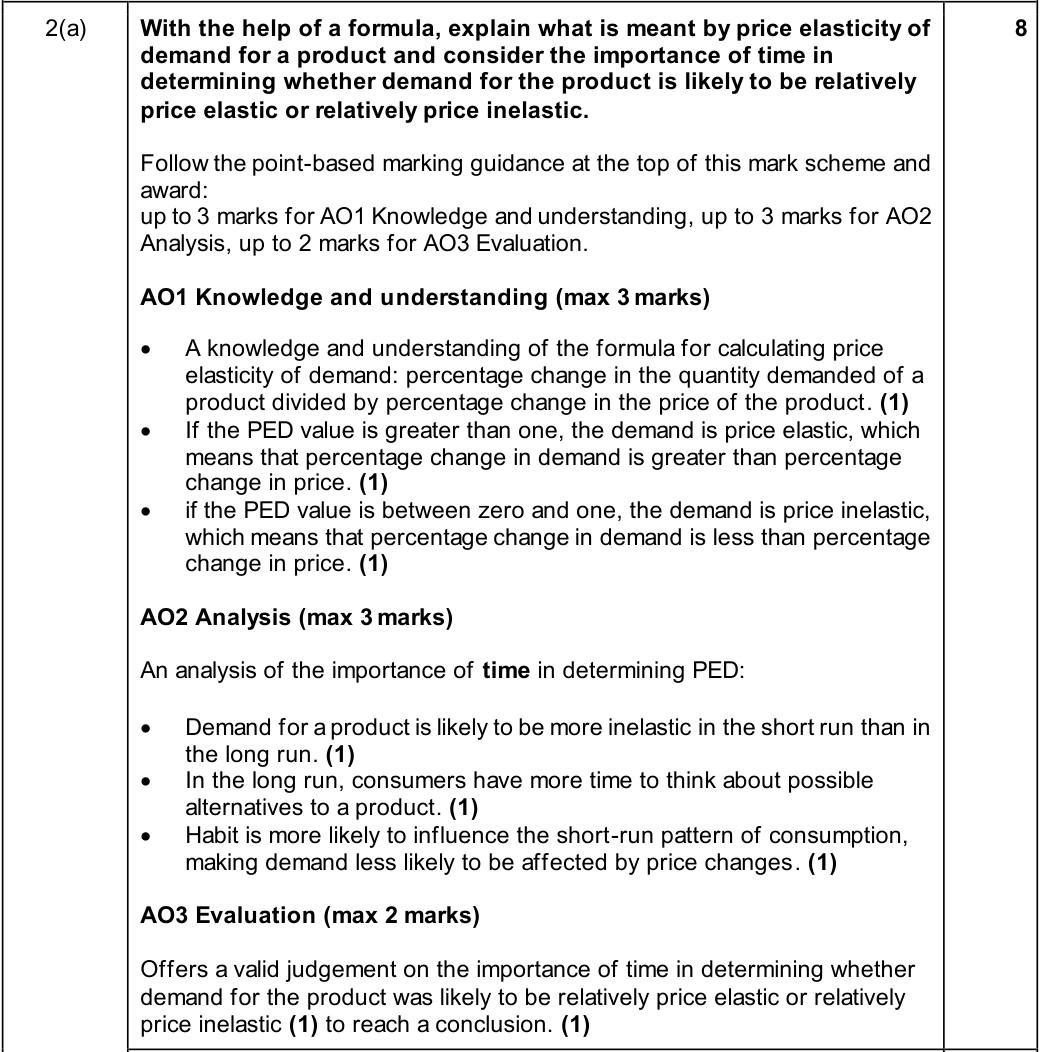 2(a) With the help of a formula, explain what is meant by price elasticity of 8
demand for a product and consider the importance of time in
determining whether demand for the product is likely to be relatively
price elastic or relatively price inelastic.
Follow the point-based marking guidance at the top of this mark scheme and
award:
up to 3 marks for AO1 Knowledge and understanding, up to 3 marks for AO2
Analysis, up to 2 marks for AO3 Evaluation.
AO1 Knowledge and understanding (max 3 marks)
• A knowledge and understanding of the formula for calculating price
elasticity of demand: percentage change in the quantity demanded of a
product divided by percentage change in the price of the product. (1)
• If the PED value is greater than one, the demand is price elastic, which
means that percentage change in demand is greater than percentage
change in price. (1)
• if the PED value is between zero and one, the demand is price inelastic,
which means that percentage change in demand is less than percentage
change in price. (1)
AO2 Analysis (max 3 marks)
An analysis of the importance of time in determining PED:
• Demand for a product is likely to be more inelastic in the short run than in
the long run. (1)
• In the long run, consumers have more time to think about possible
alternatives to a product. (1)
• Habit is more likely to influence the short-run pattern of consumption,
making demand less likely to be affected by price changes. (1)
AO3 Evaluation (max 2 marks)
Offers a valid judgement on the importance of time in determining whether
demand for the product was likely to be relatively price elastic or relatively
price inelastic (1) to reach a conclusion. (1)